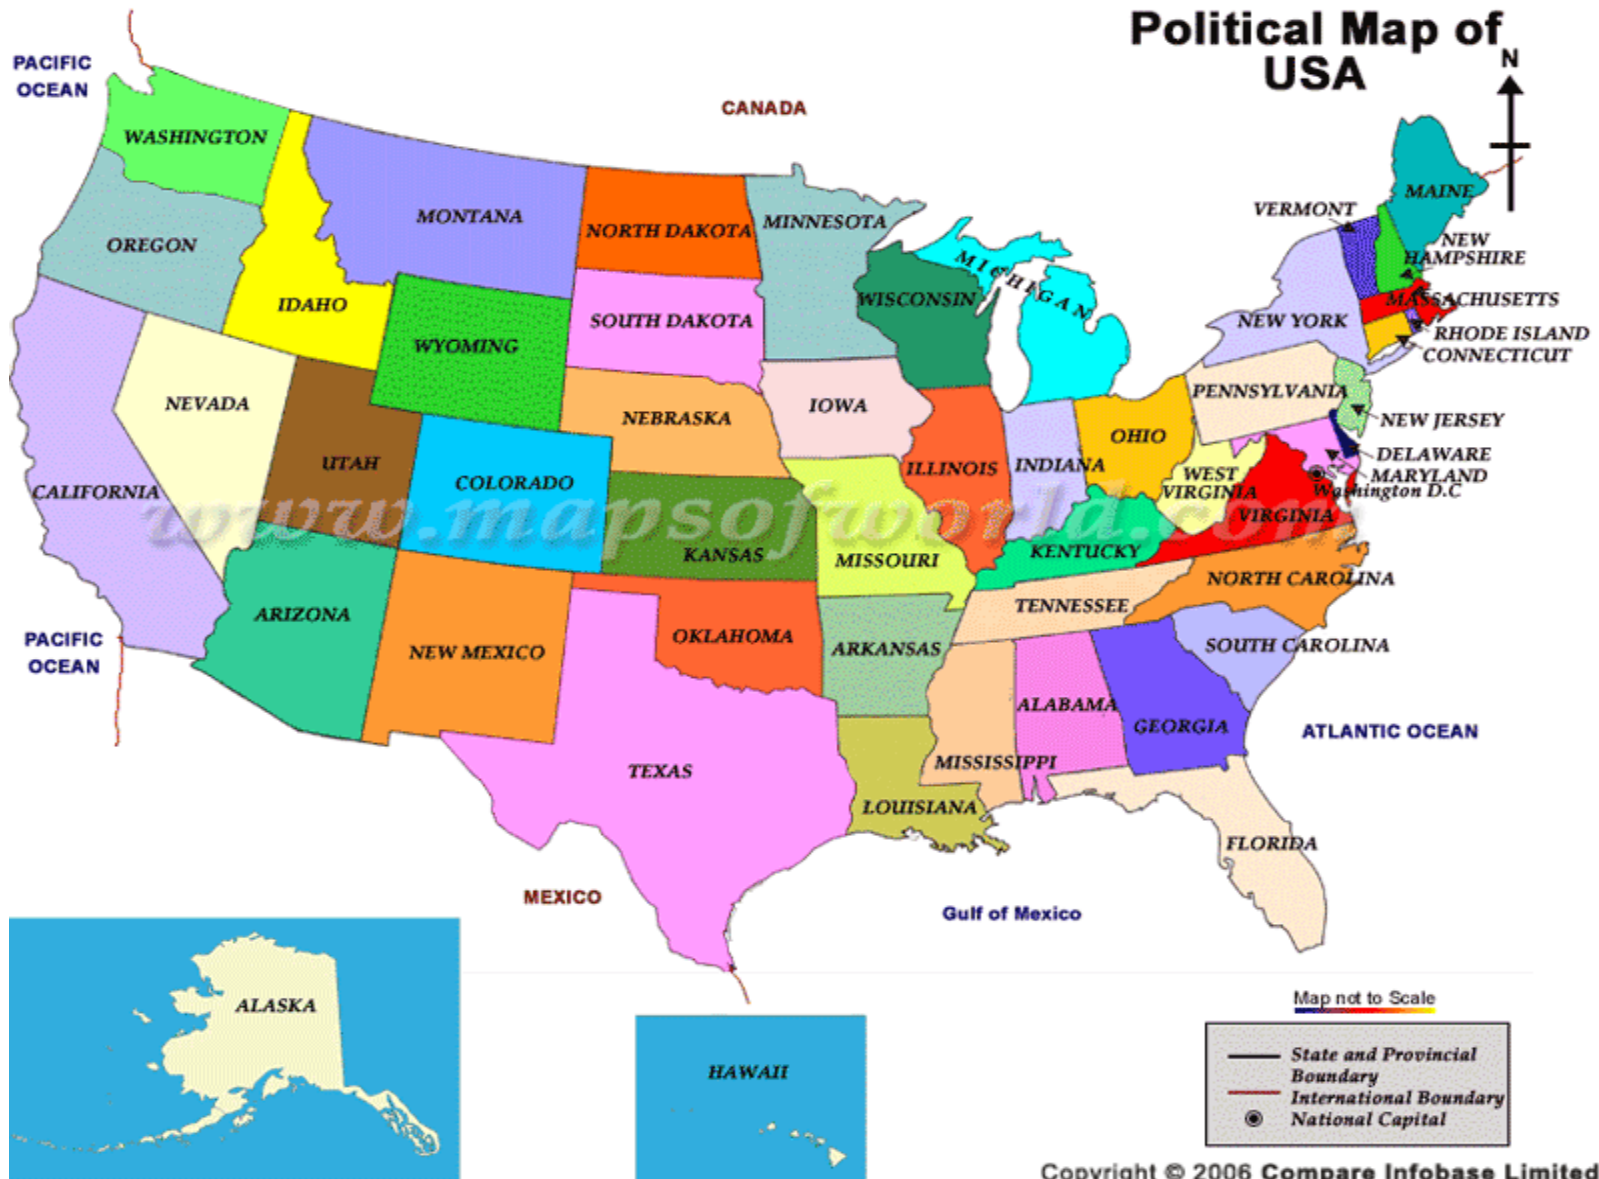 Political Map of
USA
N
PACIFIC
OCEAN
CANADA
WASHINGTON
MONTANA
NORTH DAKOTA
MINNESOTA
MAINE
VERMONT
NEW
HAMPSHIRE
OREGON
IDAHO
WYOMING
SOUTH DAKOTA
WISCONSIN
MICHIGAN
NEW YORK
MASSACHUSETTS
RHODE ISLAND
CONNECTICUT
NEVADA
NEBRASKA
IOWA
PENNSYLVANIA
NEW JERSEY
OHIO
DELAWARE
MARYLAND
Washington D.C
CALIFORNIA
UTAH
COLORADO
ILLINOIS
INDIANA
WEST
VIRGINIA
VIRGINIA
www.mapsofworld.com
KANSAS
MISSOURI
KENTUCKY
NORTH CAROLINA
TENNESSEE
ARIZONA
NEW MEXICO
OKLAHOMA
ARKANSAS
SOUTH CAROLINA
PACIFIC
OCEAN
ALABAMA
GEORGIA
ATLANTIC OCEAN
TEXAS
MISSISSIPPI
LOUISIANA
FLORIDA
MEXICO
Gulf of Mexico
ALASKA
HAWAII
Map not to Scale
State and Provincial
Boundary
International Boundary
National Capital
Copyright © 2006 Compare Infobase Limited